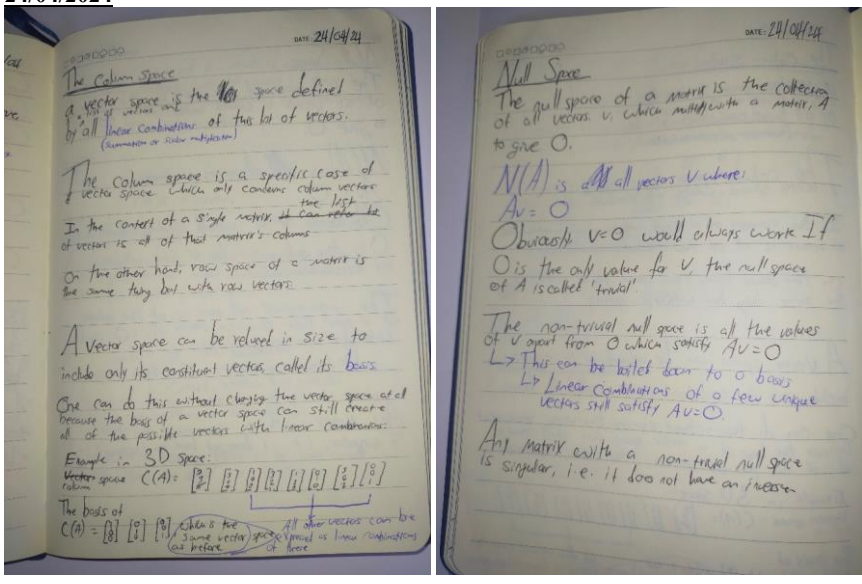 24/04/2024
DATE: 24/04/24
The Column Space
a vector space is the space defined
by a list of vectors and
all linear combinations of this list of vectors.
(summation or scalar multiplication)
The column space is a specific case of
vector space which only contains column vectors
In the context of a single matrix, it can refer to the list
of vectors is all of that matrix's columns
On the other hand, row space of a matrix is
the same thing but with row vectors.
A vector space can be reduced in size to
include only its constituent vectors, called its basis
One can do this without changing the vector space at all
because the basis of a vector space can still create
all of the possible vectors with linear combinations:
Example in 3D space:
Vector column space C(A) =
The basis of
C(A) = which is the same vector space as before
All other vectors can be expressed as linear combinations of these
DATE: 24/04/24
Null Space
The null space of a matrix is the collection
of all vectors v, which multiply with a matrix, A
to give O.
N(A) is all vectors v where:
Av = O
Obviously, v=O would always work If
O is the only value for v, the null space
of A is called 'trivial'.
The non-trivial null space is all the values
of v apart from O which satisfy Av=O
↳ This can be boiled down to a basis
↳ Linear Combinations of a few unique
vectors still satisfy Av=O.
Any matrix with a non-trivial null space
is singular, i.e. it does not have an inverse